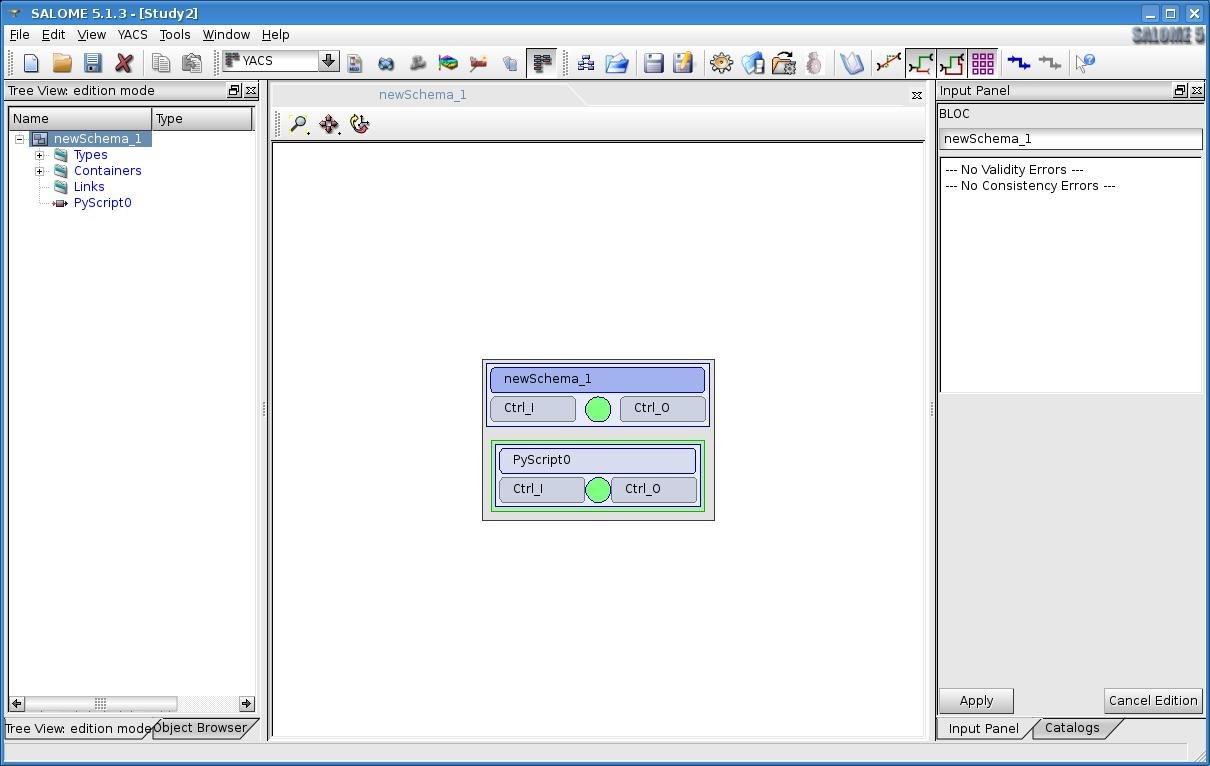 SALOME 5.1.3 - [Study2]
File Edit View YACS Tools Window Help
SALOME 5
YACS
Tree View: edition mode
Name Type
newSchema_1
Types
Containers
Links
PyScript0
Tree View: edition mode Object Browser
newSchema_1
newSchema_1
Ctrl_I Ctrl_O
PyScript0
Ctrl_I Ctrl_O
Input Panel
BLOC
newSchema_1
--- No Validity Errors ---
--- No Consistency Errors ---
Apply Cancel Edition
Input Panel Catalogs